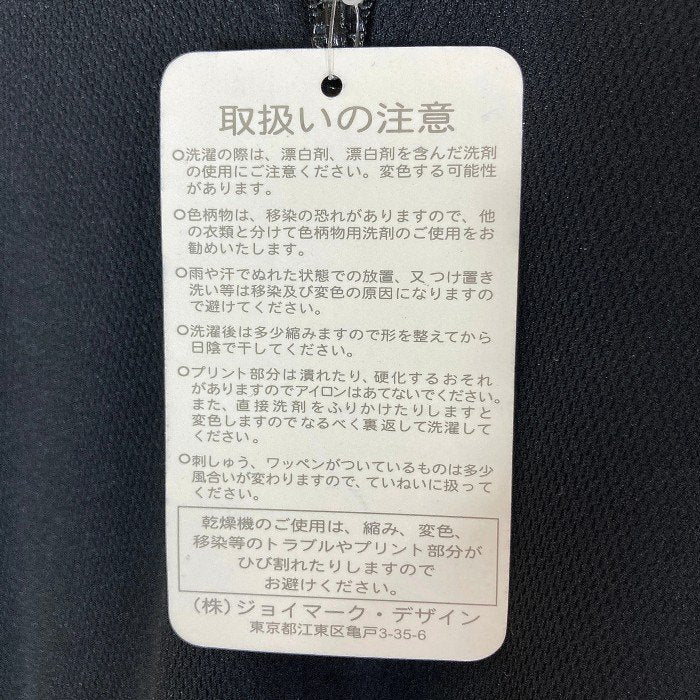 取扱いの注意
○洗濯の際は、漂白剤、漂白剤を含んだ洗剤
の使用にご注意ください。変色する可能性
があります。
○色柄物は、移染の恐れがありますので、他
の衣類と分けて色柄物用洗剤のご使用をお
勧めいたします。
○雨や汗でぬれた状態での放置、又つけ置き
洗い等は移染及び変色の原因になりますの
で避けてください。
○洗濯後は多少縮みますので形を整えてから
日陰で干してください。
○プリント部分は潰れたり、硬化するおそれ
がありますのでアイロンはあてないでください。
また、直接洗剤をふりかけたりしますと
変色しますのでなるべく裏返して洗濯して
ください。
○刺しゅう、ワッペンがついているものは多少
風合いが変わりますので、ていねいに扱って
ください。
乾燥機のご使用は、縮み、変色、
移染等のトラブルやプリント部分が
ひび割れたりしますので
お避けください。
（株）ジョイマーク・デザイン
東京都江東区亀戸3-35-6